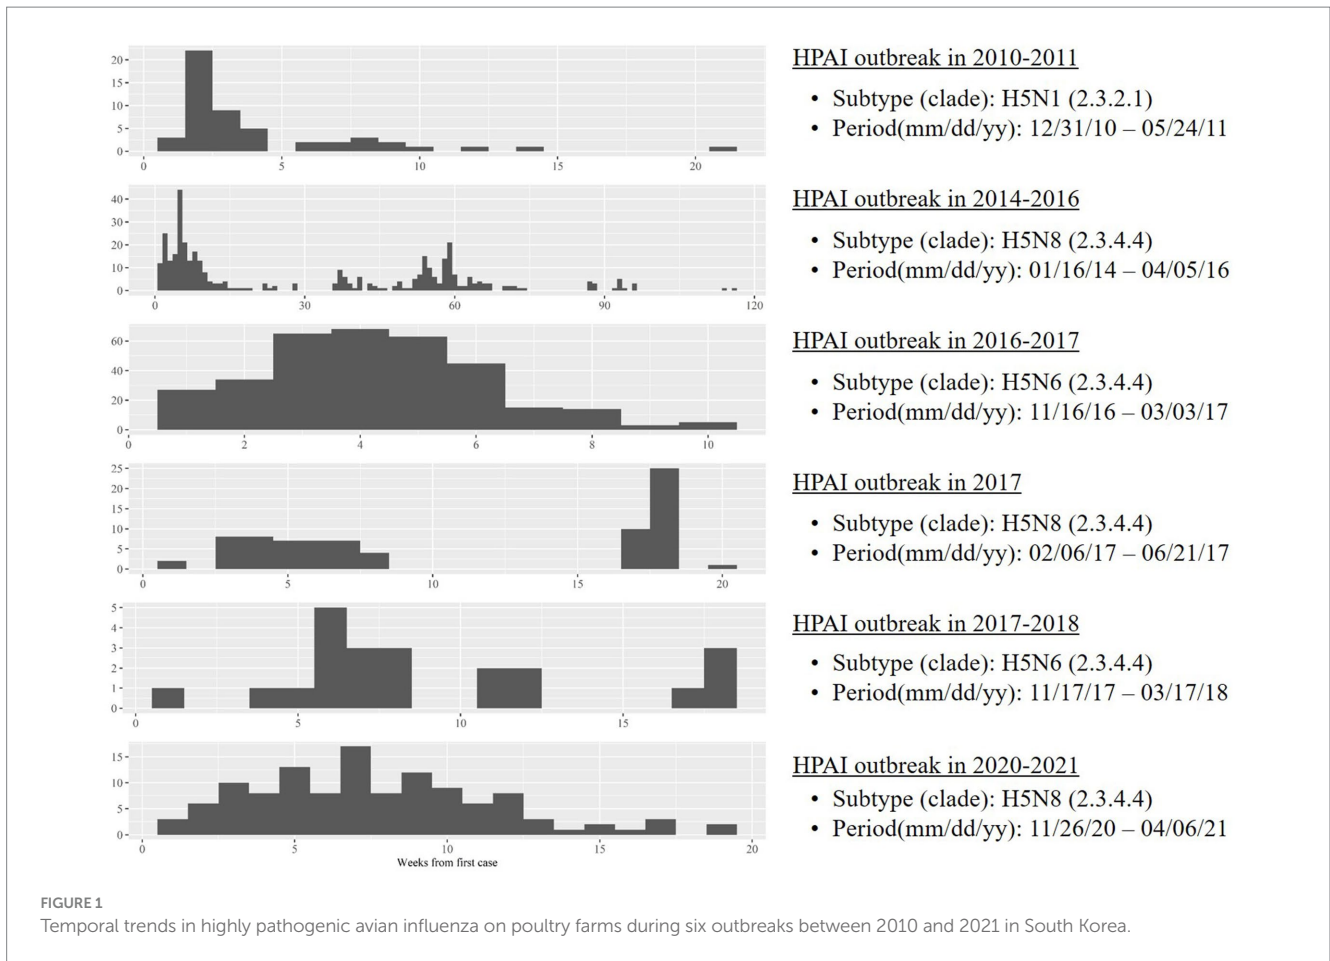 HPAI outbreak in 2010-2011
• Subtype (clade): H5N1 (2.3.2.1)
• Period(mm/dd/yy): 12/31/10 – 05/24/11
20
15
10
5
0
0 5 10 15 20
HPAI outbreak in 2014-2016
• Subtype (clade): H5N8 (2.3.4.4)
• Period(mm/dd/yy): 01/16/14 – 04/05/16
40
30
20
10
0
0 30 60 90 120
HPAI outbreak in 2016-2017
• Subtype (clade): H5N6 (2.3.4.4)
• Period(mm/dd/yy): 11/16/16 – 03/03/17
60
40
20
0
0 2 4 6 8 10
HPAI outbreak in 2017
• Subtype (clade): H5N8 (2.3.4.4)
• Period(mm/dd/yy): 02/06/17 – 06/21/17
25
20
15
10
5
0
0 5 10 15 20
HPAI outbreak in 2017-2018
• Subtype (clade): H5N6 (2.3.4.4)
• Period(mm/dd/yy): 11/17/17 – 03/17/18
5
4
3
2
1
0
0 5 10 15
HPAI outbreak in 2020-2021
• Subtype (clade): H5N8 (2.3.4.4)
• Period(mm/dd/yy): 11/26/20 – 04/06/21
15
10
5
0
0 5 10 15 20
Weeks from first case
FIGURE 1
Temporal trends in highly pathogenic avian influenza on poultry farms during six outbreaks between 2010 and 2021 in South Korea.